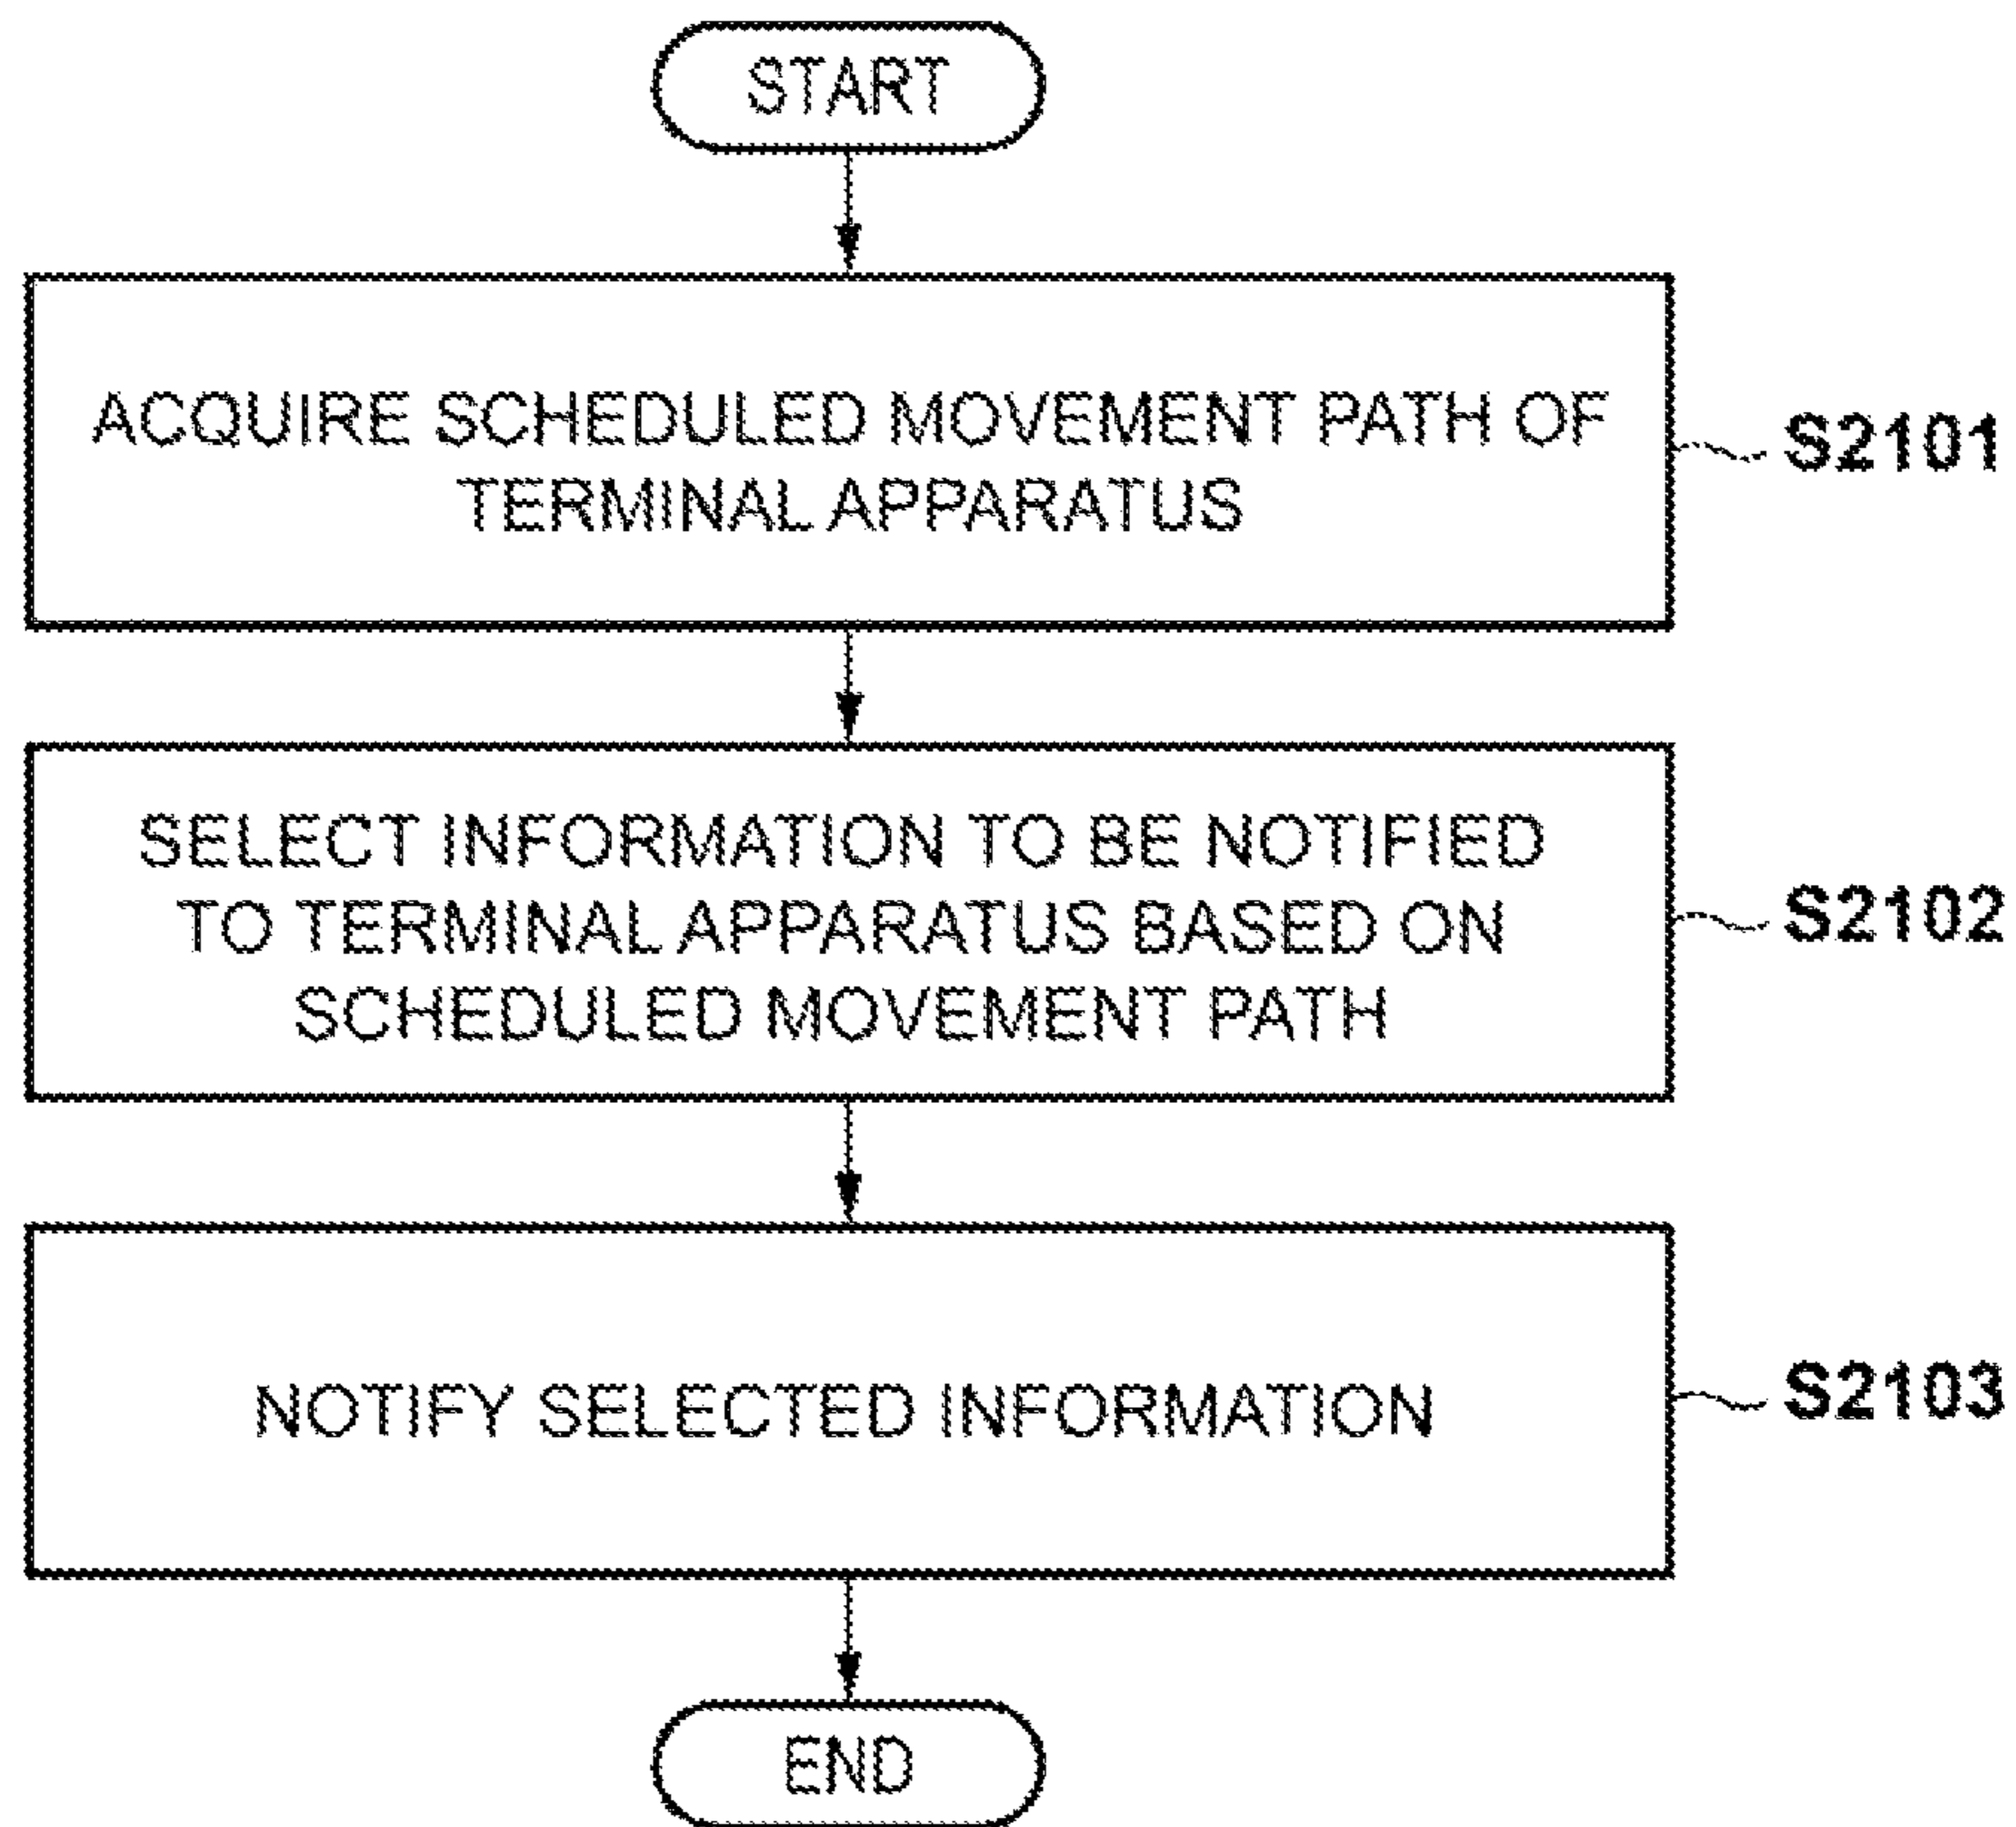 START
ACQUIRE SCHEDULED MOVEMENT PATH OF
TERMINAL APPARATUS
S2101
SELECT INFORMATION TO BE NOTIFIED
TO TERMINAL APPARATUS BASED ON
SCHEDULED MOVEMENT PATH
S2102
NOTIFY SELECTED INFORMATION
S2103
END